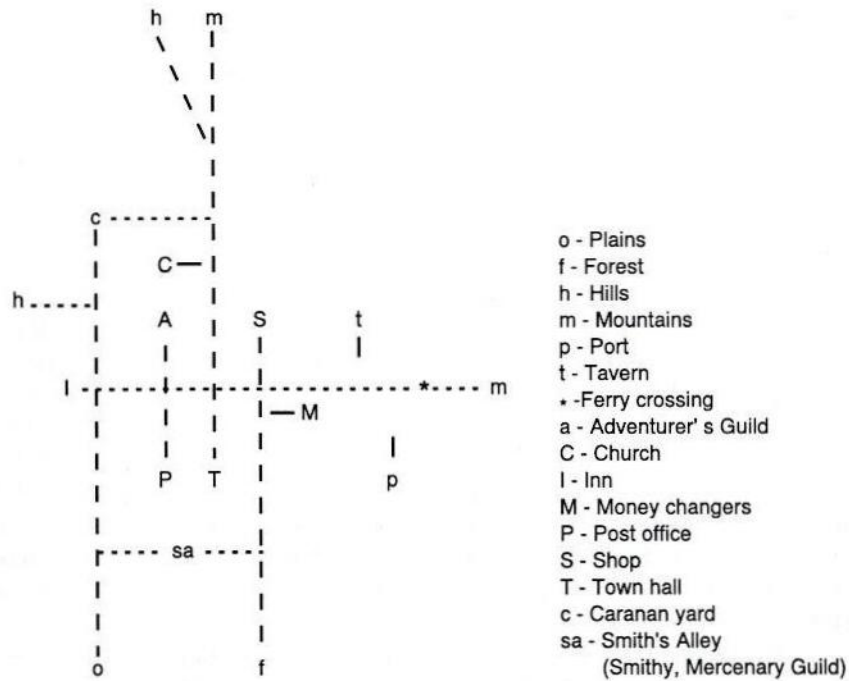 h m
c
C
h
A S t
I * m
M
P T p
sa
o f
o - Plains
f - Forest
h - Hills
m - Mountains
p - Port
t - Tavern
* -Ferry crossing
a - Adventurer' s Guild
C - Church
I - Inn
M - Money changers
P - Post office
S - Shop
T - Town hall
c - Caranan yard
sa - Smith's Alley
(Smithy, Mercenary Guild)